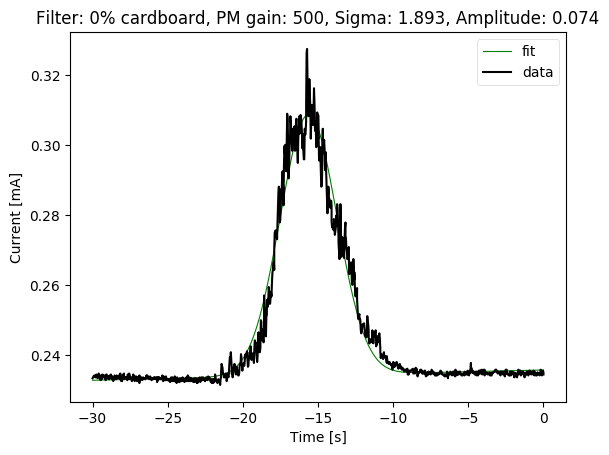 Filter: 0% cardboard, PM gain: 500, Sigma: 1.893, Amplitude: 0.074
fit
data
0.32
0.30
0.28
0.26
0.24
Current [mA]
−30
−25
−20
−15
−10
−5
0
Time [s]